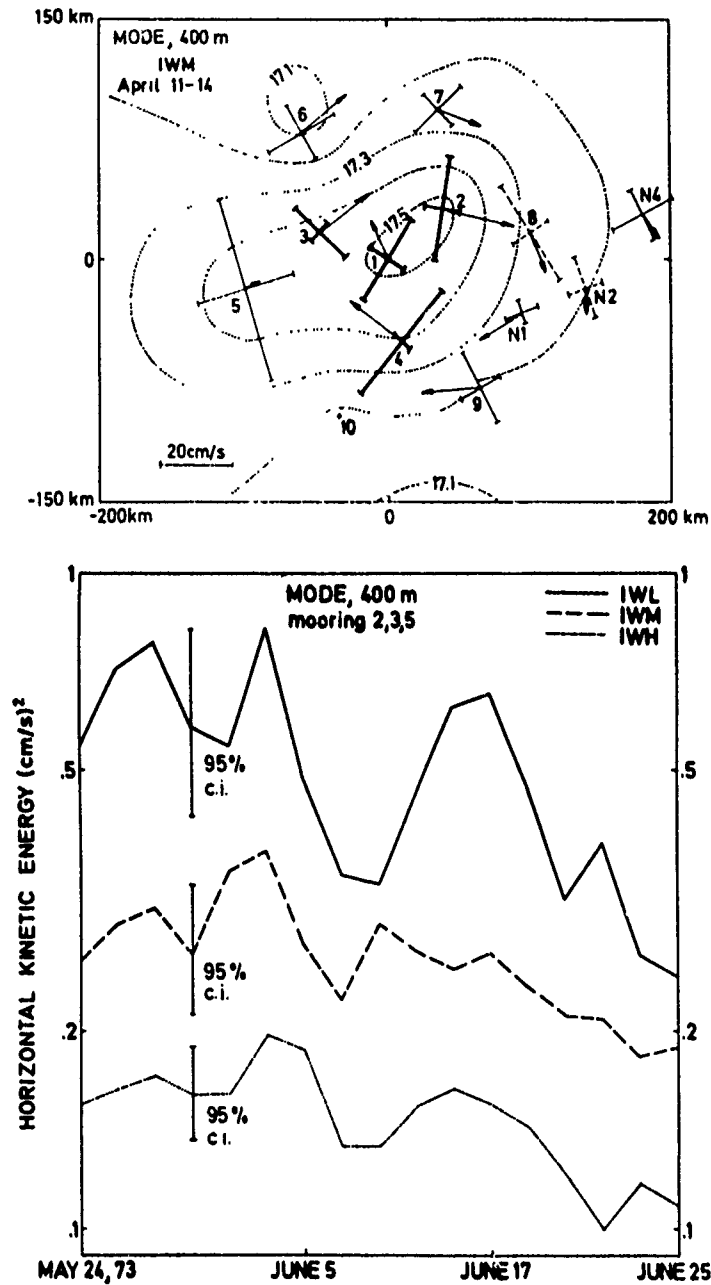 150 km
MODE, 400 m
IWM
April 11-14
17.1
6
7
17.3
N4
2
17.5
8
3
1
0
5
N2
N1
4
9
10
20cm/s
17.1
-150 km
-200km
0
200 km
1
1
MODE, 400 m
mooring 2,3,5
IWL
IWM
IWH
HORIZONTAL KINETIC ENERGY (cm/s)²
.5
.5
95%
c.i.
95%
c.i.
.2
.2
95%
c.i.
.1
.1
MAY 24,73
JUNE 5
JUNE 17
JUNE 25